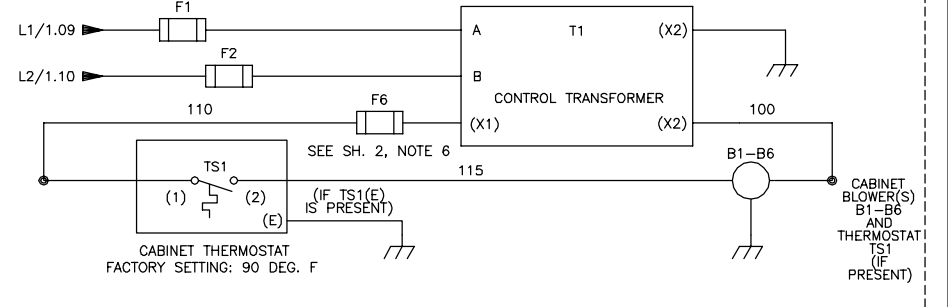 F1
L1/1.09
A
T1
(X2)
F2
L2/1.10
B
CONTROL TRANSFORMER
110
F6
(X1)
(X2)
100
SEE SH. 2, NOTE 6
TS1
(1)
(2)
115
B1-B6
(IF TS1(E)
IS PRESENT)
(E)
CABINET
BLOWER(S)
B1-B6
AND
THERMOSTAT
TS1
(IF
PRESENT)
CABINET THERMOSTAT
FACTORY SETTING: 90 DEG. F